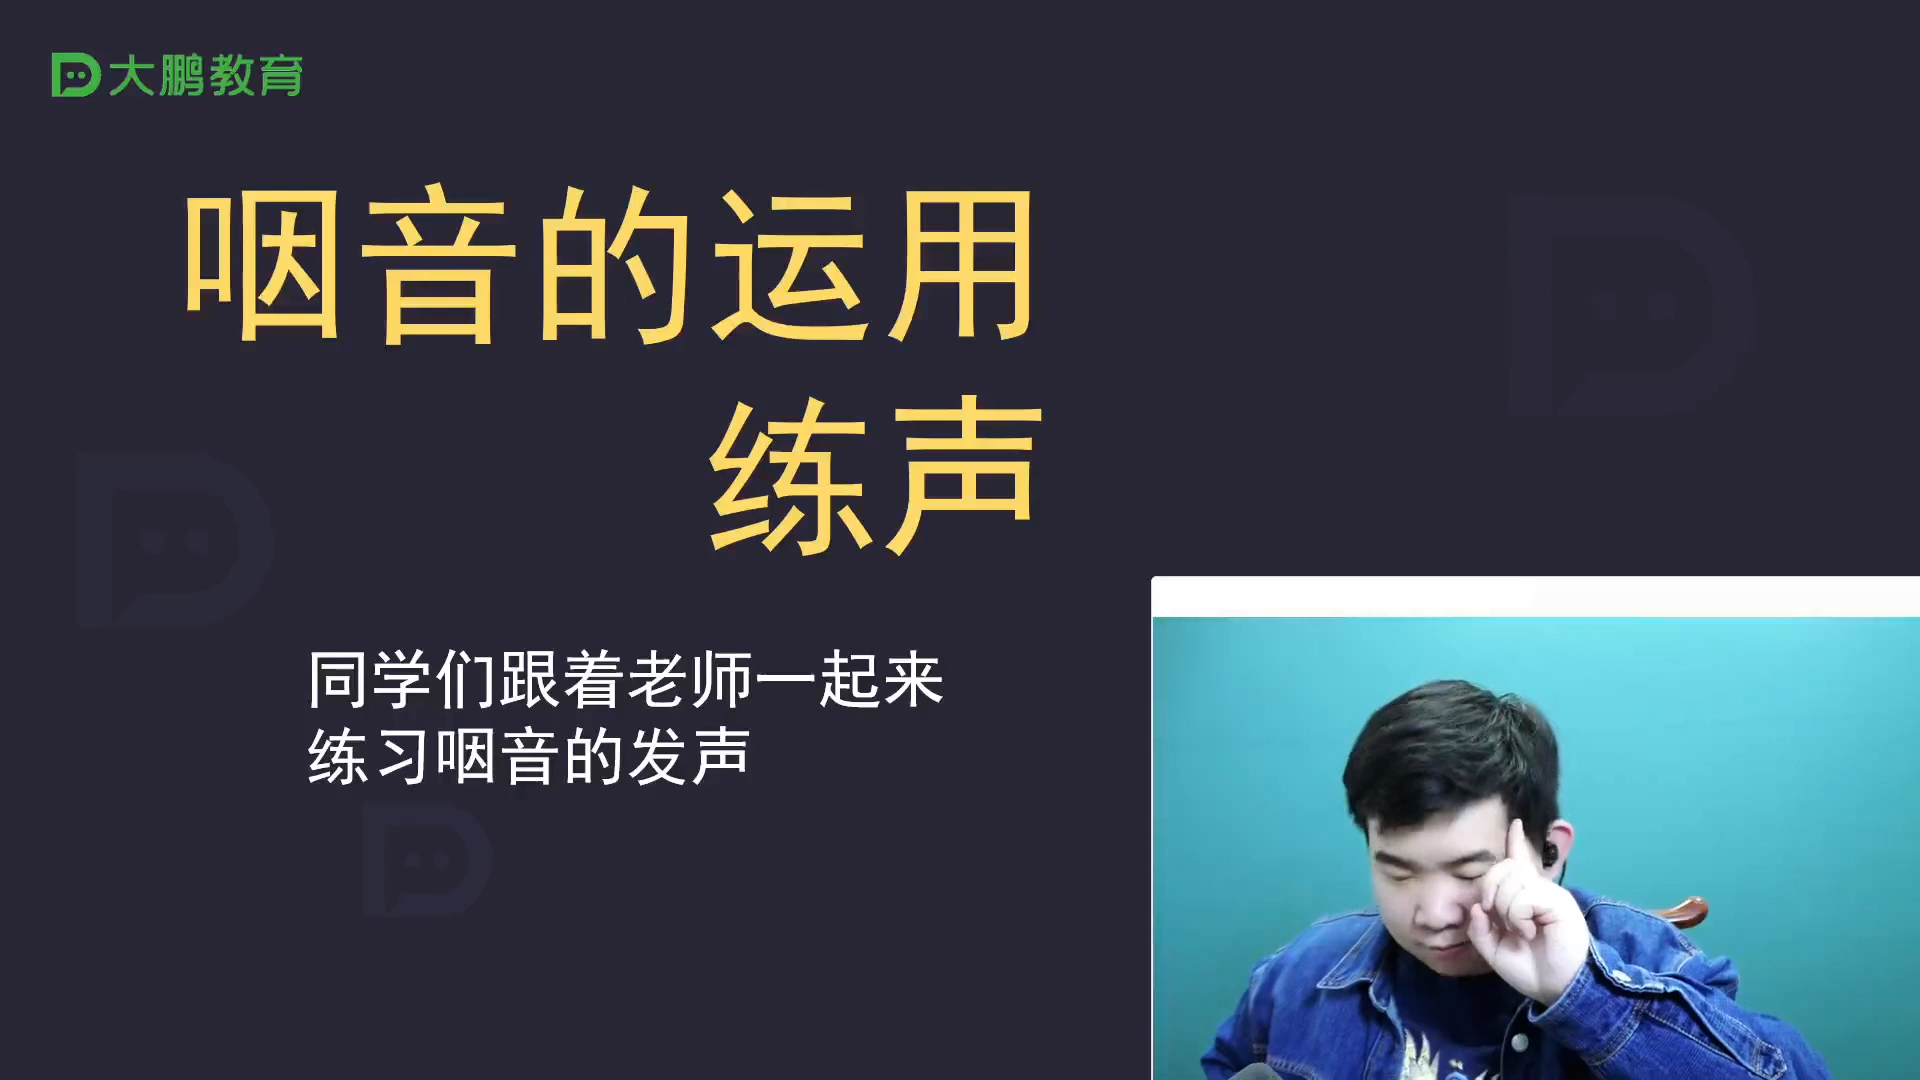 大鹏教育
咽音的运用
练声
同学们跟着老师一起来
练习咽音的发声